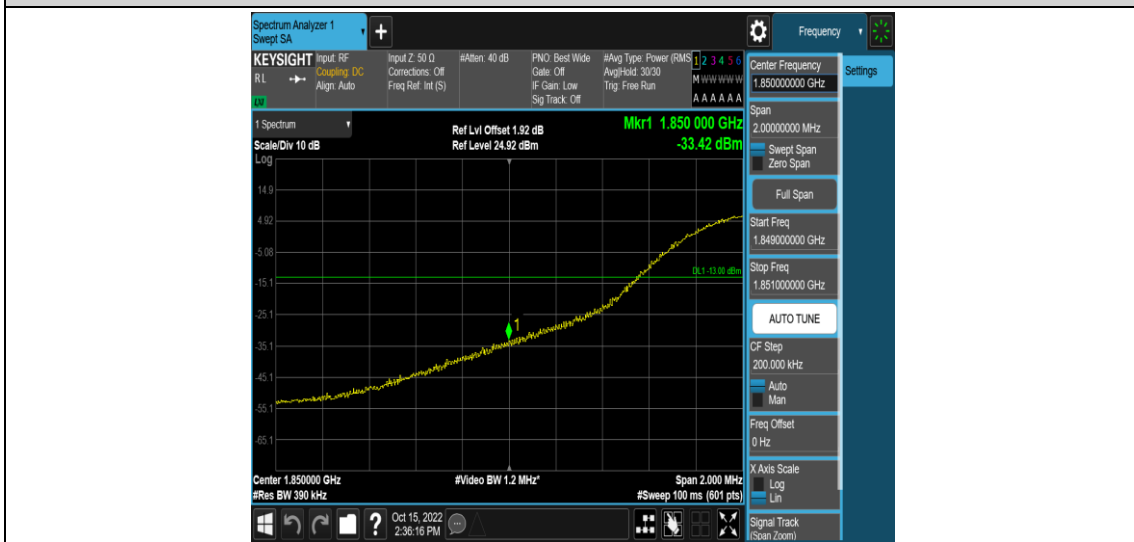 Spectrum Analyzer 1
Swept SA
Frequency
KEYSIGHT
RL
LXI
Input: RF
Coupling: DC
Align: Auto
Input Z: 50 Ω
Corrections: Off
Freq Ref: Int (S)
#Atten: 40 dB
PNO: Best Wide
Gate: Off
IF Gain: Low
Sig Track: Off
#Avg Type: Power (RMS
Avg|Hold: 30/30
Trig: Free Run
1 2 3 4 5 6
M W W W W W
A A A A A A
Settings
1 Spectrum
Scale/Div 10 dB
Log
Ref Lvl Offset 1.92 dB
Ref Level 24.92 dBm
Mkr1 1.850 000 GHz
-33.42 dBm
14.9
4.92
-5.08
-15.1
-25.1
-35.1
-45.1
-55.1
-65.1
DL1 -13.00 dBm
1
Center 1.850000 GHz
#Res BW 390 kHz
#Video BW 1.2 MHz*
Span 2.000 MHz
#Sweep 100 ms (601 pts)
Center Frequency
1.850000000 GHz
Span
2.00000000 MHz
Swept Span
Zero Span
Full Span
Start Freq
1.849000000 GHz
Stop Freq
1.851000000 GHz
AUTO TUNE
CF Step
200.000 kHz
Auto
Man
Freq Offset
0 Hz
X Axis Scale
Log
Lin
Signal Track
(Span Zoom)
?
Oct 15, 2022
2:36:16 PM